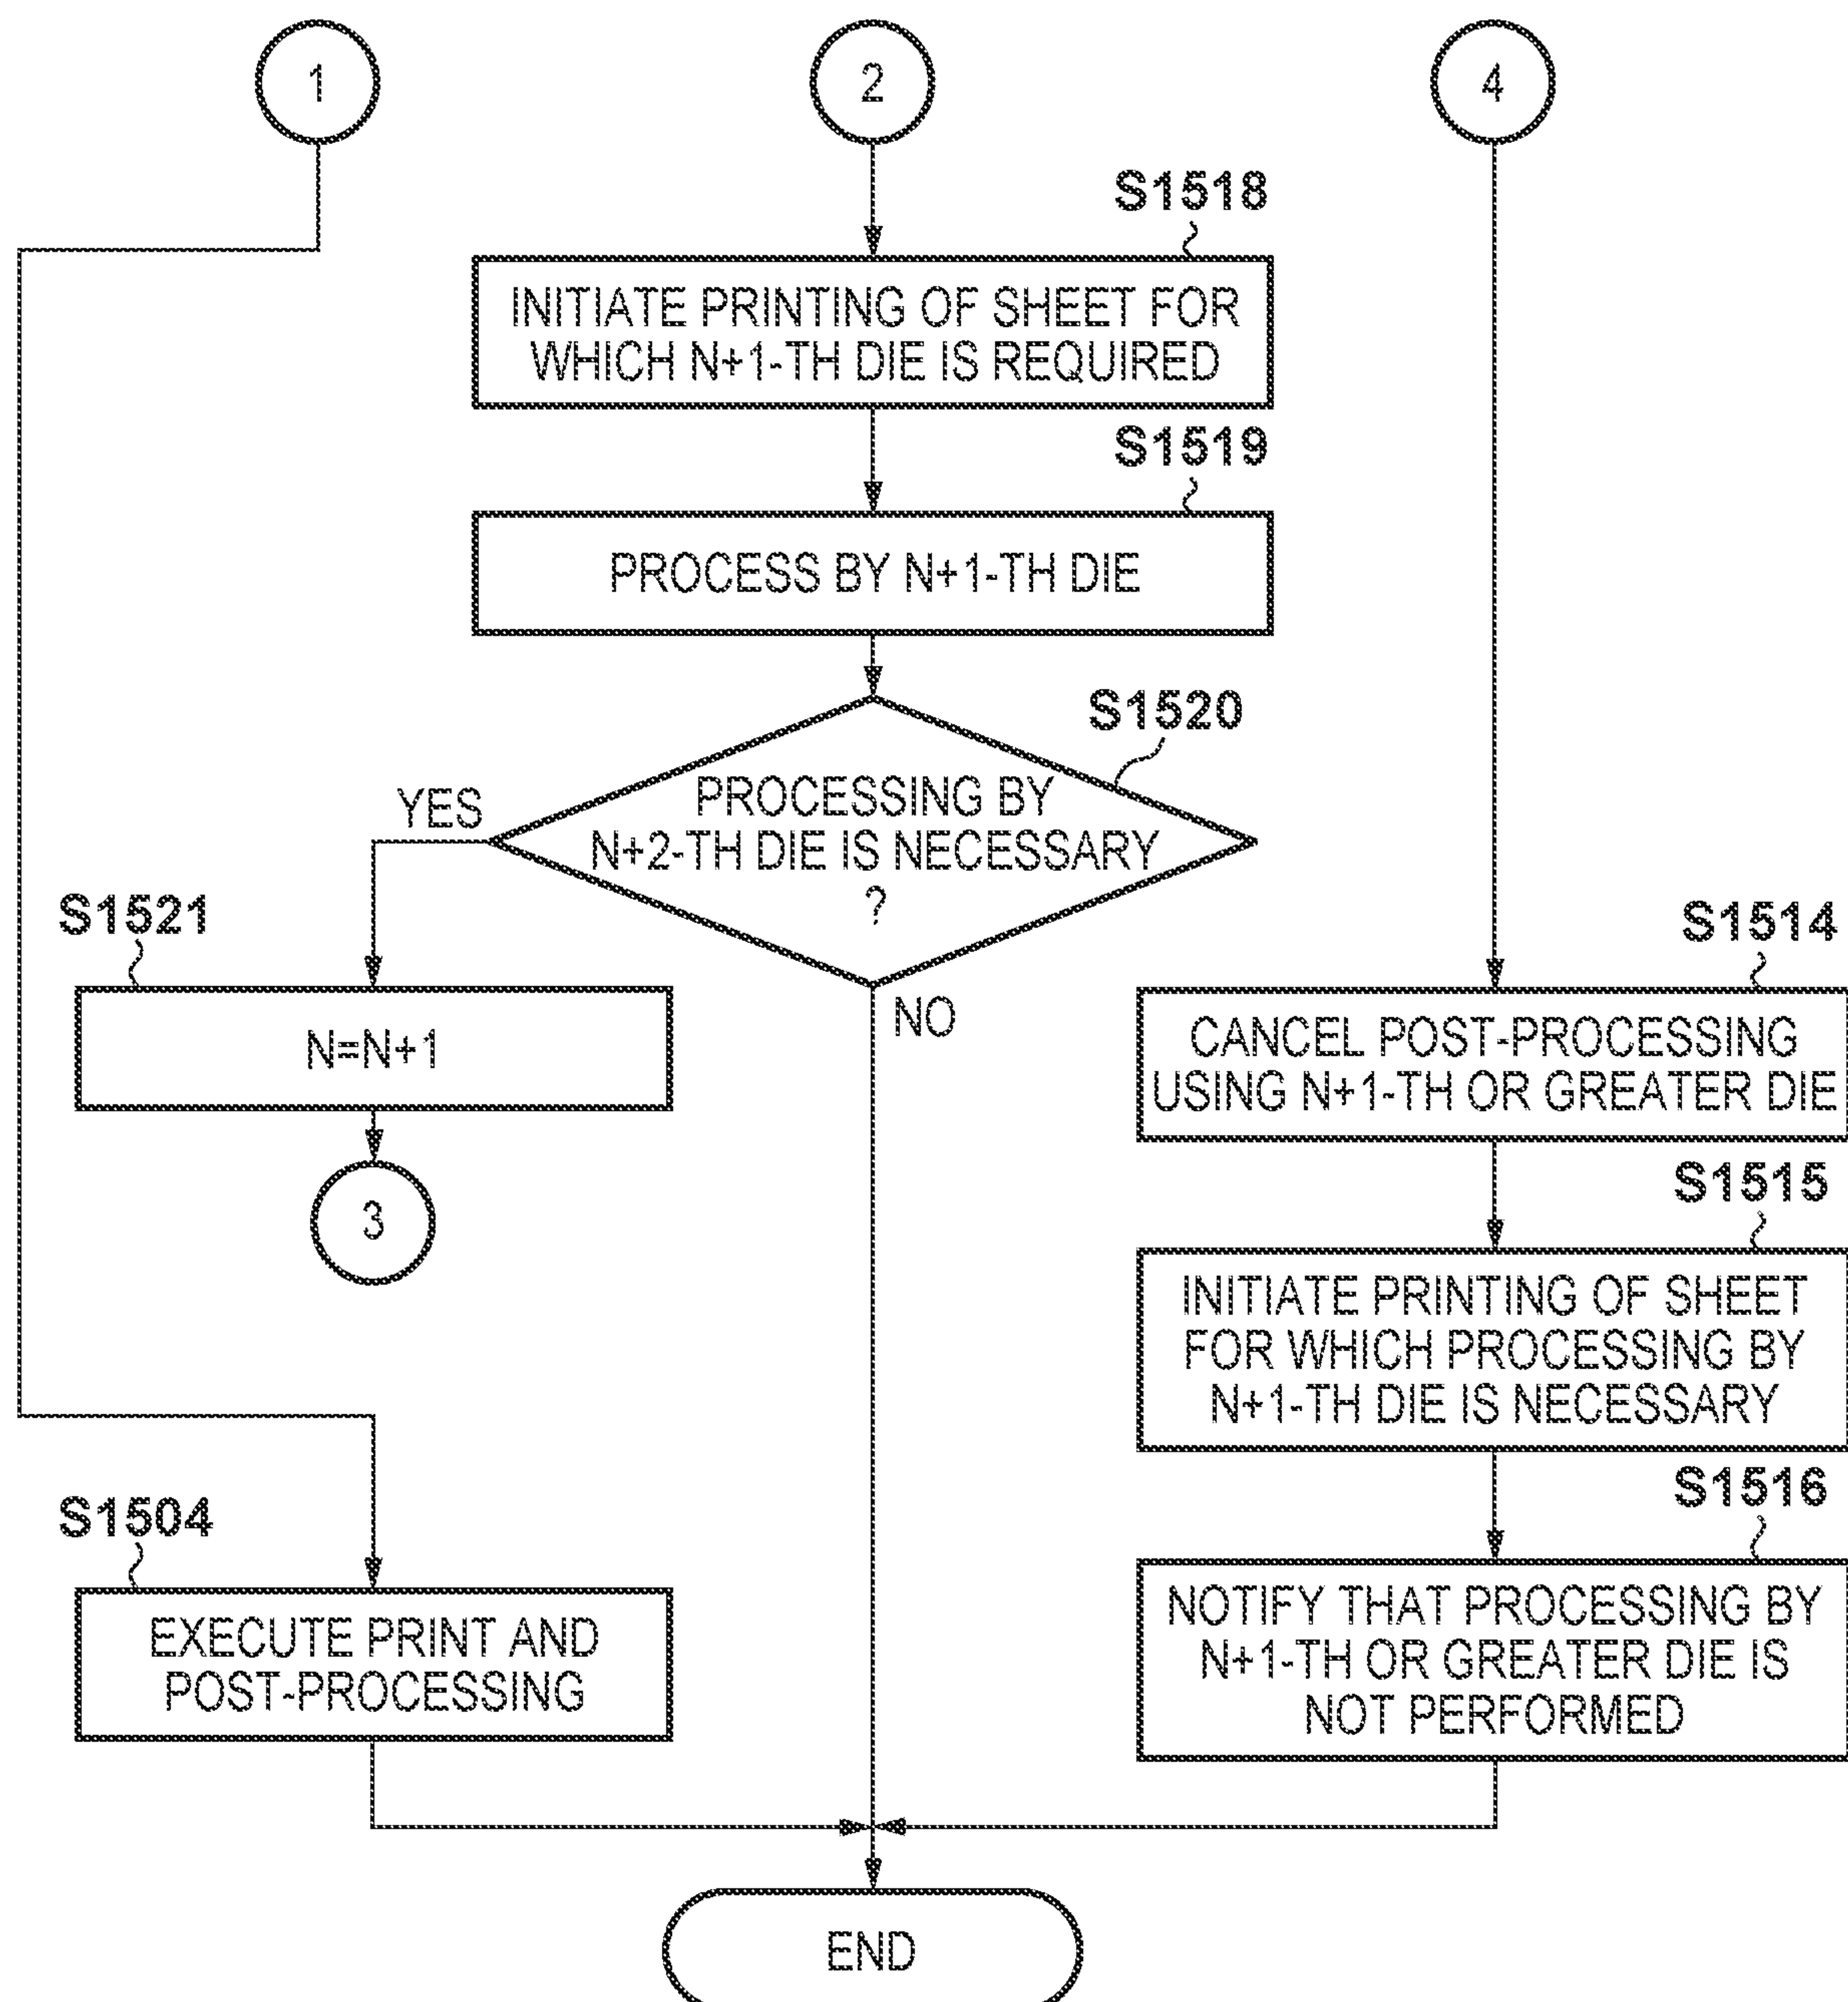 1
2
4
S1518
INITIATE PRINTING OF SHEET FOR
WHICH N+1-TH DIE IS REQUIRED
S1519
PROCESS BY N+1-TH DIE
S1520
PROCESSING BY
N+2-TH DIE IS NECESSARY
?
YES
NO
S1521
N=N+1
3
S1504
EXECUTE PRINT AND
POST-PROCESSING
S1514
CANCEL POST-PROCESSING
USING N+1-TH OR GREATER DIE
S1515
INITIATE PRINTING OF SHEET
FOR WHICH PROCESSING BY
N+1-TH DIE IS NECESSARY
S1516
NOTIFY THAT PROCESSING BY
N+1-TH OR GREATER DIE IS
NOT PERFORMED
END